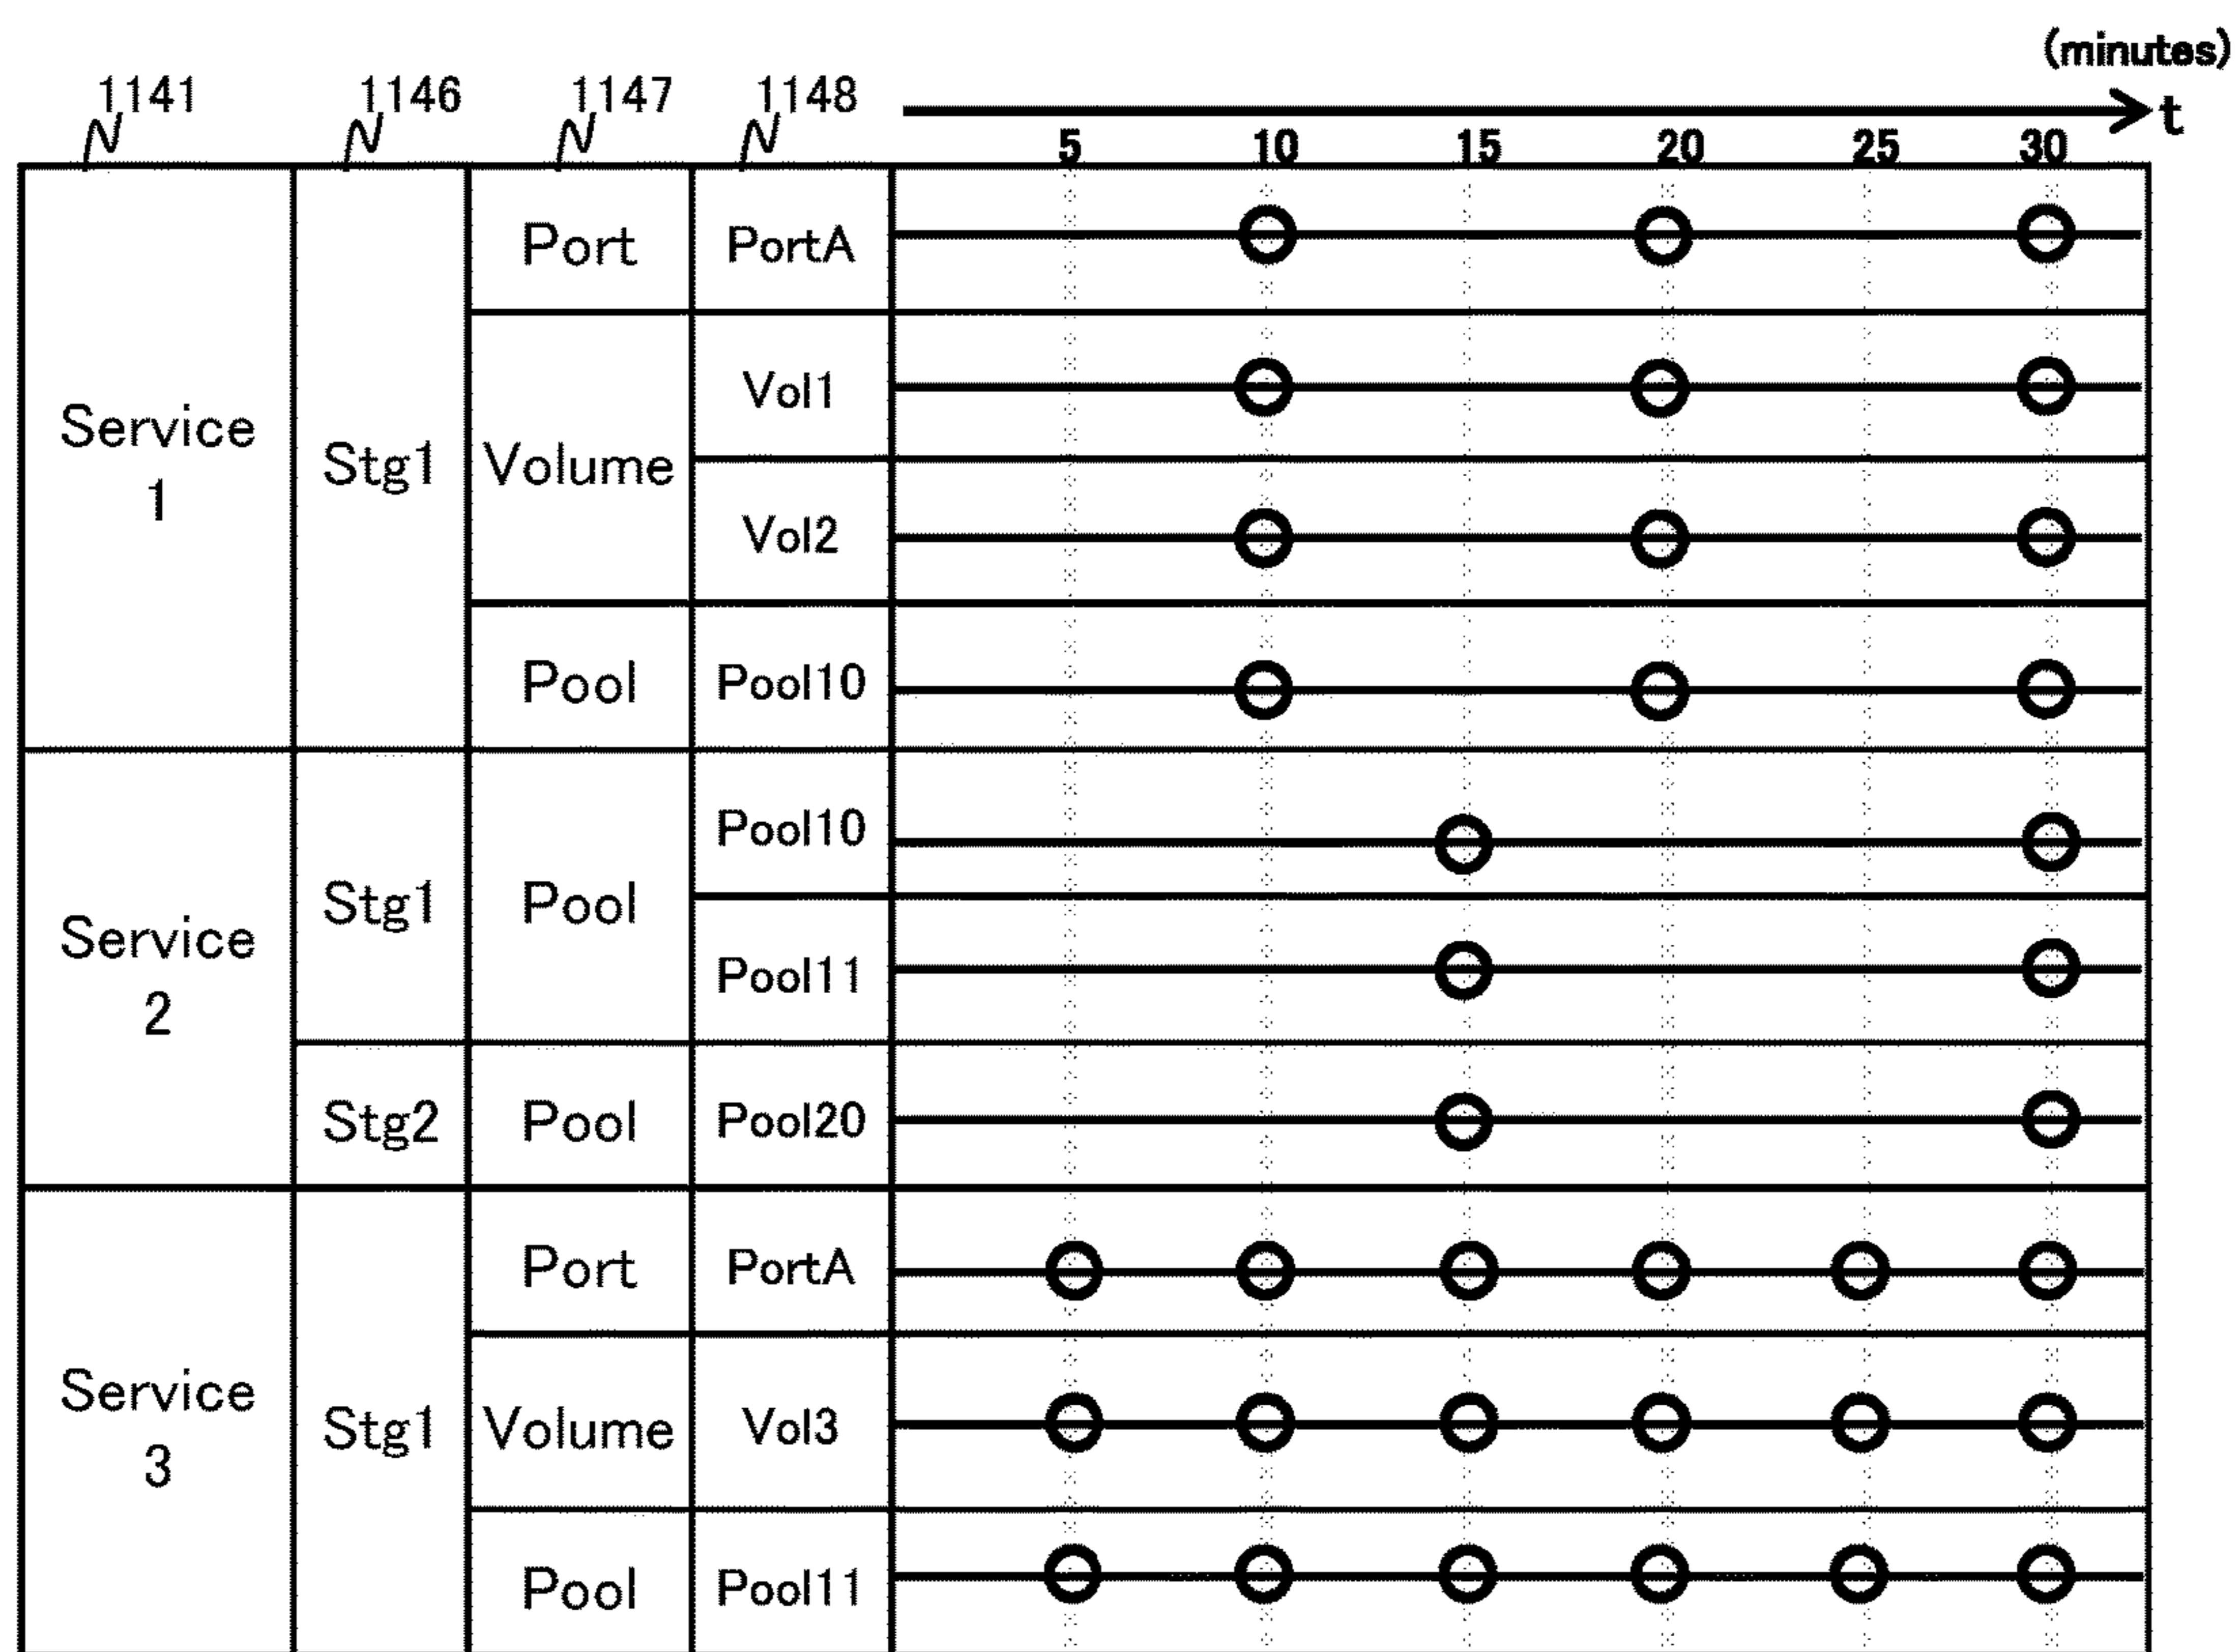 (minutes)
1141 1146 1147 1148
t
5 10 15 20 25 30
Service
1
Stg1
Port
PortA
Volume
Vol1
Vol2
Pool
Pool10
Service
2
Stg1
Pool
Pool10
Pool11
Stg2
Pool
Pool20
Service
3
Stg1
Port
PortA
Volume
Vol3
Pool
Pool11